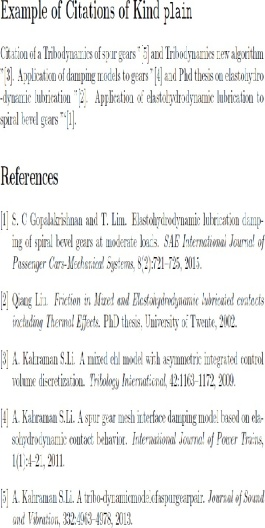 Example of Citations of Kind plain
Citation of a Tribodynamics of spur gears "[5] and Tribodynamics new algorithm
"[3]. Application of damping models to gears "[4] and Phd thesis on elastohydro
-dynamic lubrication "[2]. Application of elastohydrodynamic lubrication to
spiral bevel gears "'[1].
References
[1] S. C Gopalakrishnan and T. Lim. Elastohydrodynamic lubrication damp-
ing of spiral bevel gears at moderate loads. SAE International Journal of
Passenger Cars-Mechanical Systems, 8(2):721–725, 2015.
[2] Qiang Liu. Friction in Mixed and Elastohydrodynamic lubricated contacts
including Thermal Effects. PhD thesis, University of Twente, 2002.
[3] A. Kahraman S.Li. A mixed ehl model with asymmetric integrated control
volume discretization. Tribology International, 42:1163–1172, 2009.
[4] A. Kahraman S.Li. A spur gear mesh interface damping model based on ela-
sohydrodynamic contact behavior. International Journal of Power Trains,
1(1):4–21, 2011.
[5] A. Kahraman S.Li. A tribo-dynamicmodelofaspurgearpair. Journal of Sound
and Vibration, 332:4963–4978, 2013.